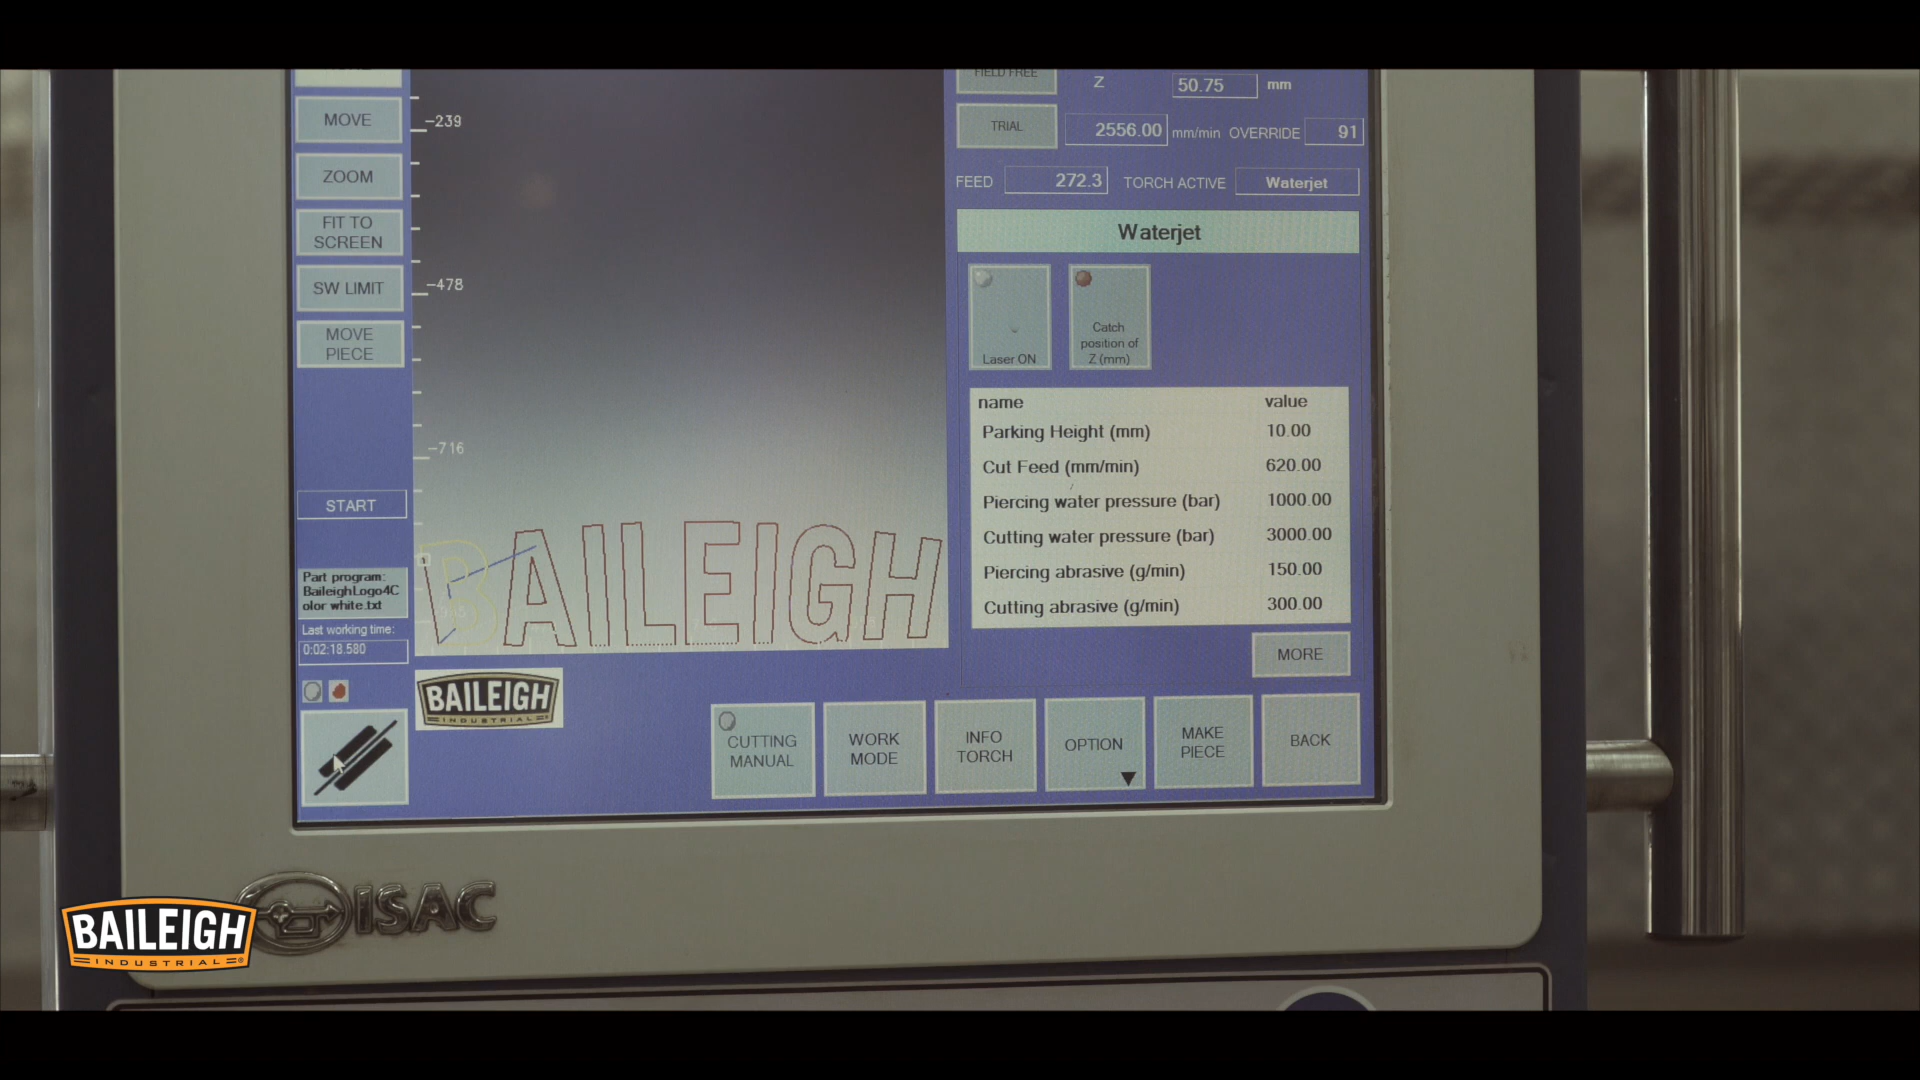 FIELD FREE
Z
50.75
mm
MOVE
-239
TRIAL
2556.00
mm/min
OVERRIDE
91
ZOOM
FEED
272.3
TORCH ACTIVE
Waterjet
FIT TO
SCREEN
Waterjet
SW LIMIT
-478
Laser ON
Catch
position of
Z (mm)
MOVE
PIECE
name
value
Parking Height (mm)
10.00
-716
Cut Feed (mm/min)
620.00
START
Piercing water pressure (bar)
1000.00
Cutting water pressure (bar)
3000.00
Piercing abrasive (g/min)
150.00
Cutting abrasive (g/min)
300.00
BAILEIGH
Part program:
BaileighLogo4C
olor white.txt
Last working time:
0:02:18.580
MORE
BAILEIGH
INDUSTRIAL
CUTTING
MANUAL
WORK
MODE
INFO
TORCH
OPTION
MAKE
PIECE
BACK
ISAC
BAILEIGH
INDUSTRIAL